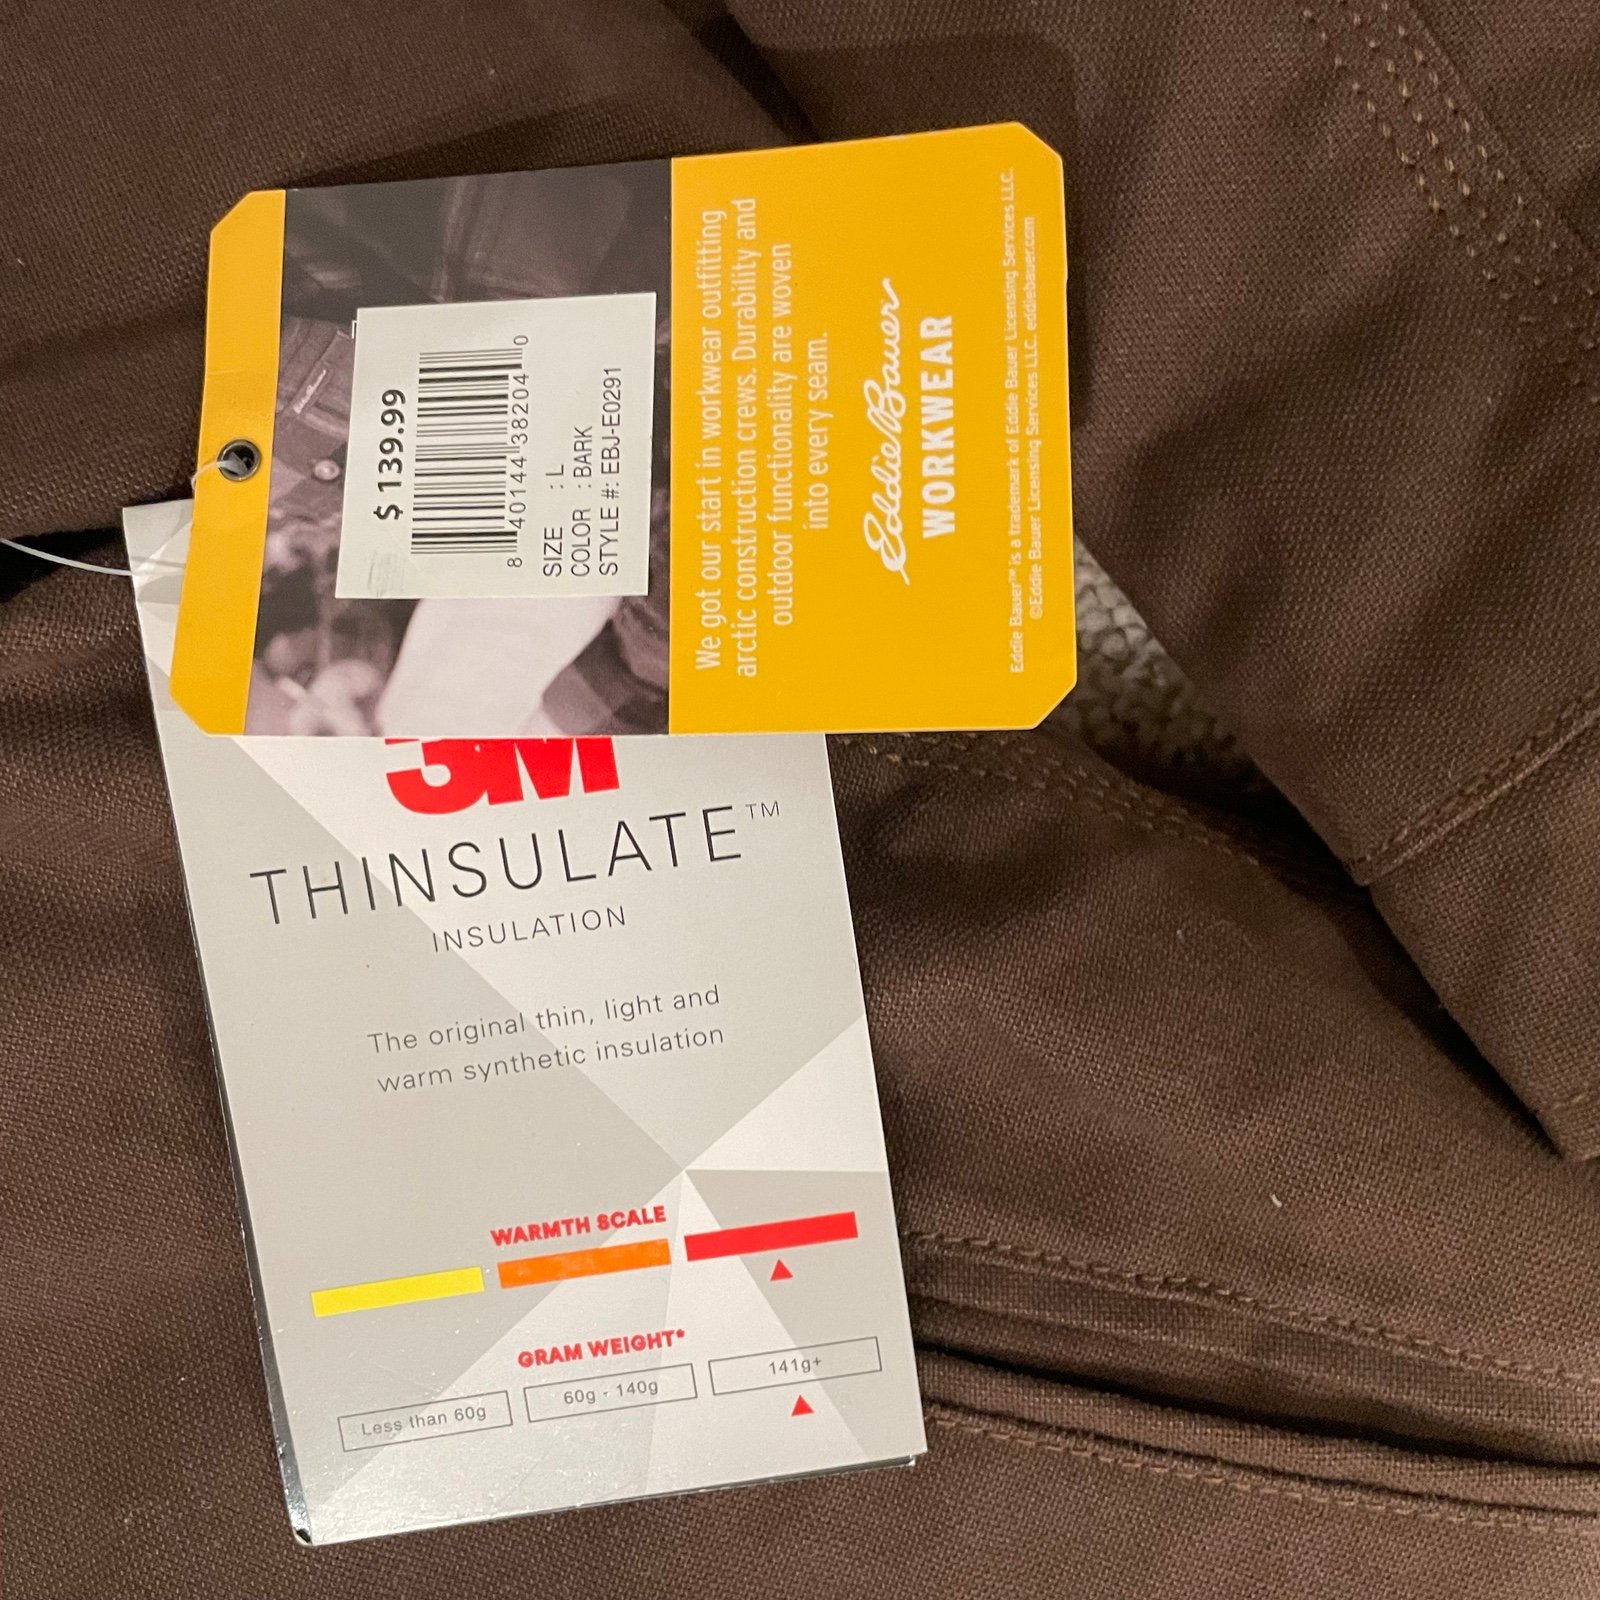 $ 139.99
8 40144 38204 0
SIZE : L
COLOR : BARK
STYLE #: EBJ-E0291
We got our start in workwear outfitting
arctic construction crews. Durability and
outdoor functionality are woven
into every seam.
Eddie Bauer
WORKWEAR
Eddie Bauer™ is a trademark of Eddie Bauer Licensing Services LLC.
©Eddie Bauer Licensing Services LLC. eddiebauer.com
3M
THINSULATE™
INSULATION
The original thin, light and
warm synthetic insulation
WARMTH SCALE
GRAM WEIGHT*
Less than 60g
60g - 140g
141g+